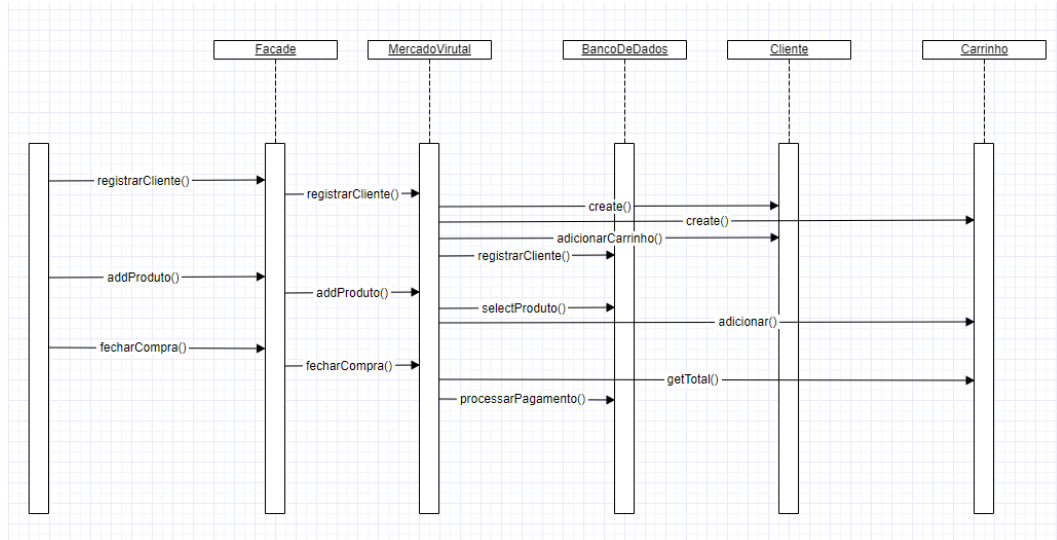 Facade
MercadoVirutal
BancoDeDados
Cliente
Carrinho
registrarCliente()
registrarCliente()
create()
create()
adicionarCarrinho()
registrarCliente()
addProduto()
addProduto()
selectProduto()
adicionar()
fecharCompra()
fecharCompra()
getTotal()
processarPagamento()